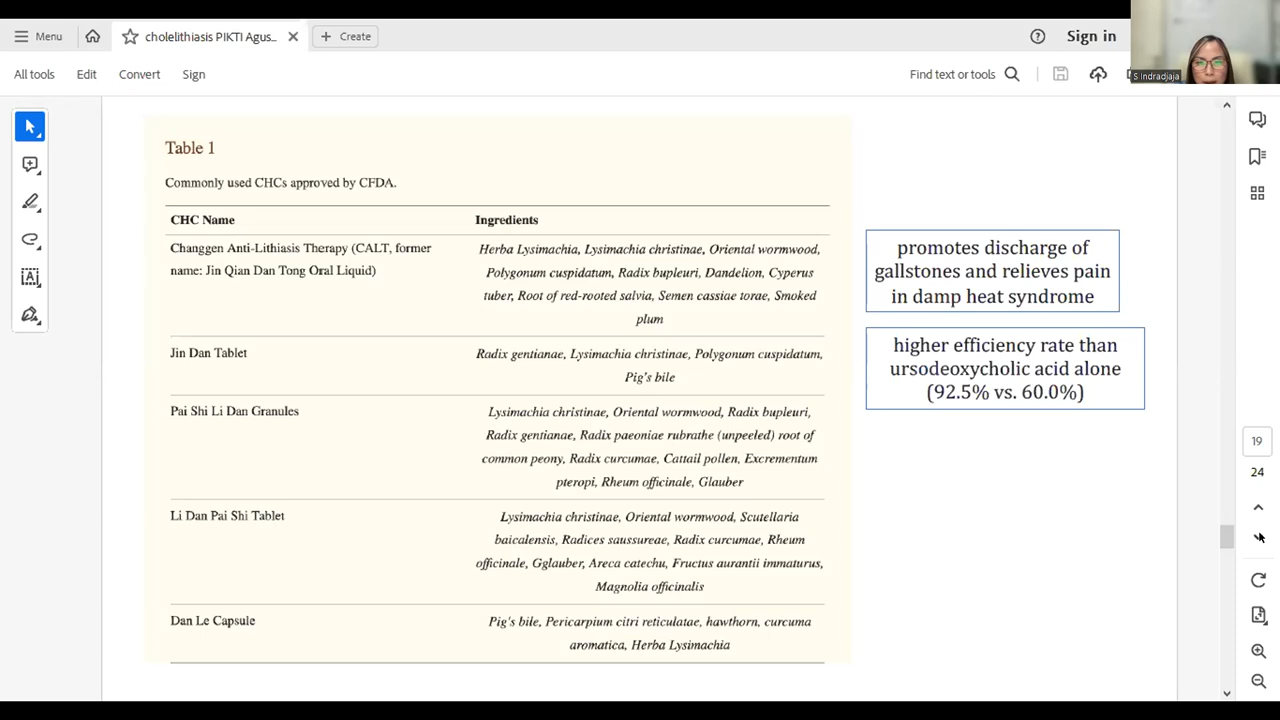 Menu
cholelithiasis PIKTI Agus...
Create
Sign in
All tools
Edit
Convert
Sign
Find text or tools
S Indradjaja
Table 1
Commonly used CHCs approved by CFDA.
CHC Name
Ingredients
Changgen Anti-Lithiasis Therapy (CALT, former
name: Jin Qian Dan Tong Oral Liquid)
Herba Lysimachia, Lysimachia christinae, Oriental wormwood,
Polygonum cuspidatum, Radix bupleuri, Dandelion, Cyperus
tuber, Root of red-rooted salvia, Semen cassiae torae, Smoked
plum
Jin Dan Tablet
Radix gentianae, Lysimachia christinae, Polygonum cuspidatum,
Pig's bile
Pai Shi Li Dan Granules
Lysimachia christinae, Oriental wormwood, Radix bupleuri,
Radix gentianae, Radix paeoniae rubrathe (unpeeled) root of
common peony, Radix curcumae, Cattail pollen, Excrementum
pteropi, Rheum officinale, Glauber
Li Dan Pai Shi Tablet
Lysimachia christinae, Oriental wormwood, Scutellaria
baicalensis, Radices saussureae, Radix curcumae, Rheum
officinale, Gglauber, Areca catechu, Fructus aurantii immaturus,
Magnolia officinalis
Dan Le Capsule
Pig's bile, Pericarpium citri reticulatae, hawthorn, curcuma
aromatica, Herba Lysimachia
promotes discharge of
gallstones and relieves pain
in damp heat syndrome
higher efficiency rate than
ursodeoxycholic acid alone
(92.5% vs. 60.0%)
19
24